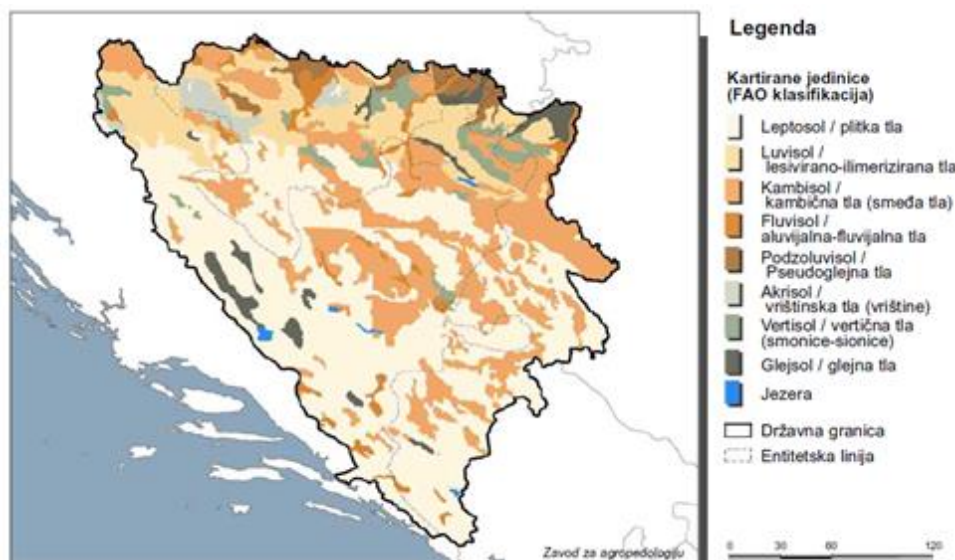 Legenda
Kartirane jedinice
(FAO klasifikacija)
Leptosol / plitka tla
Luvisol /
lesivirano-ilimerizirana tla
Kambisol /
kambična tla (smeđa tla)
Fluvisol /
aluvijalna-fluvijalna tla
Podzoluvisol /
Pseudoglejna tla
Akrisol /
vrištinska tla (vrištine)
Vertisol / vertična tla
(smonice-sionice)
Glejsol / glejna tla
Jezera
Državna granica
Entitetska linija
Zavod za agropedologiju
0 30 60 120